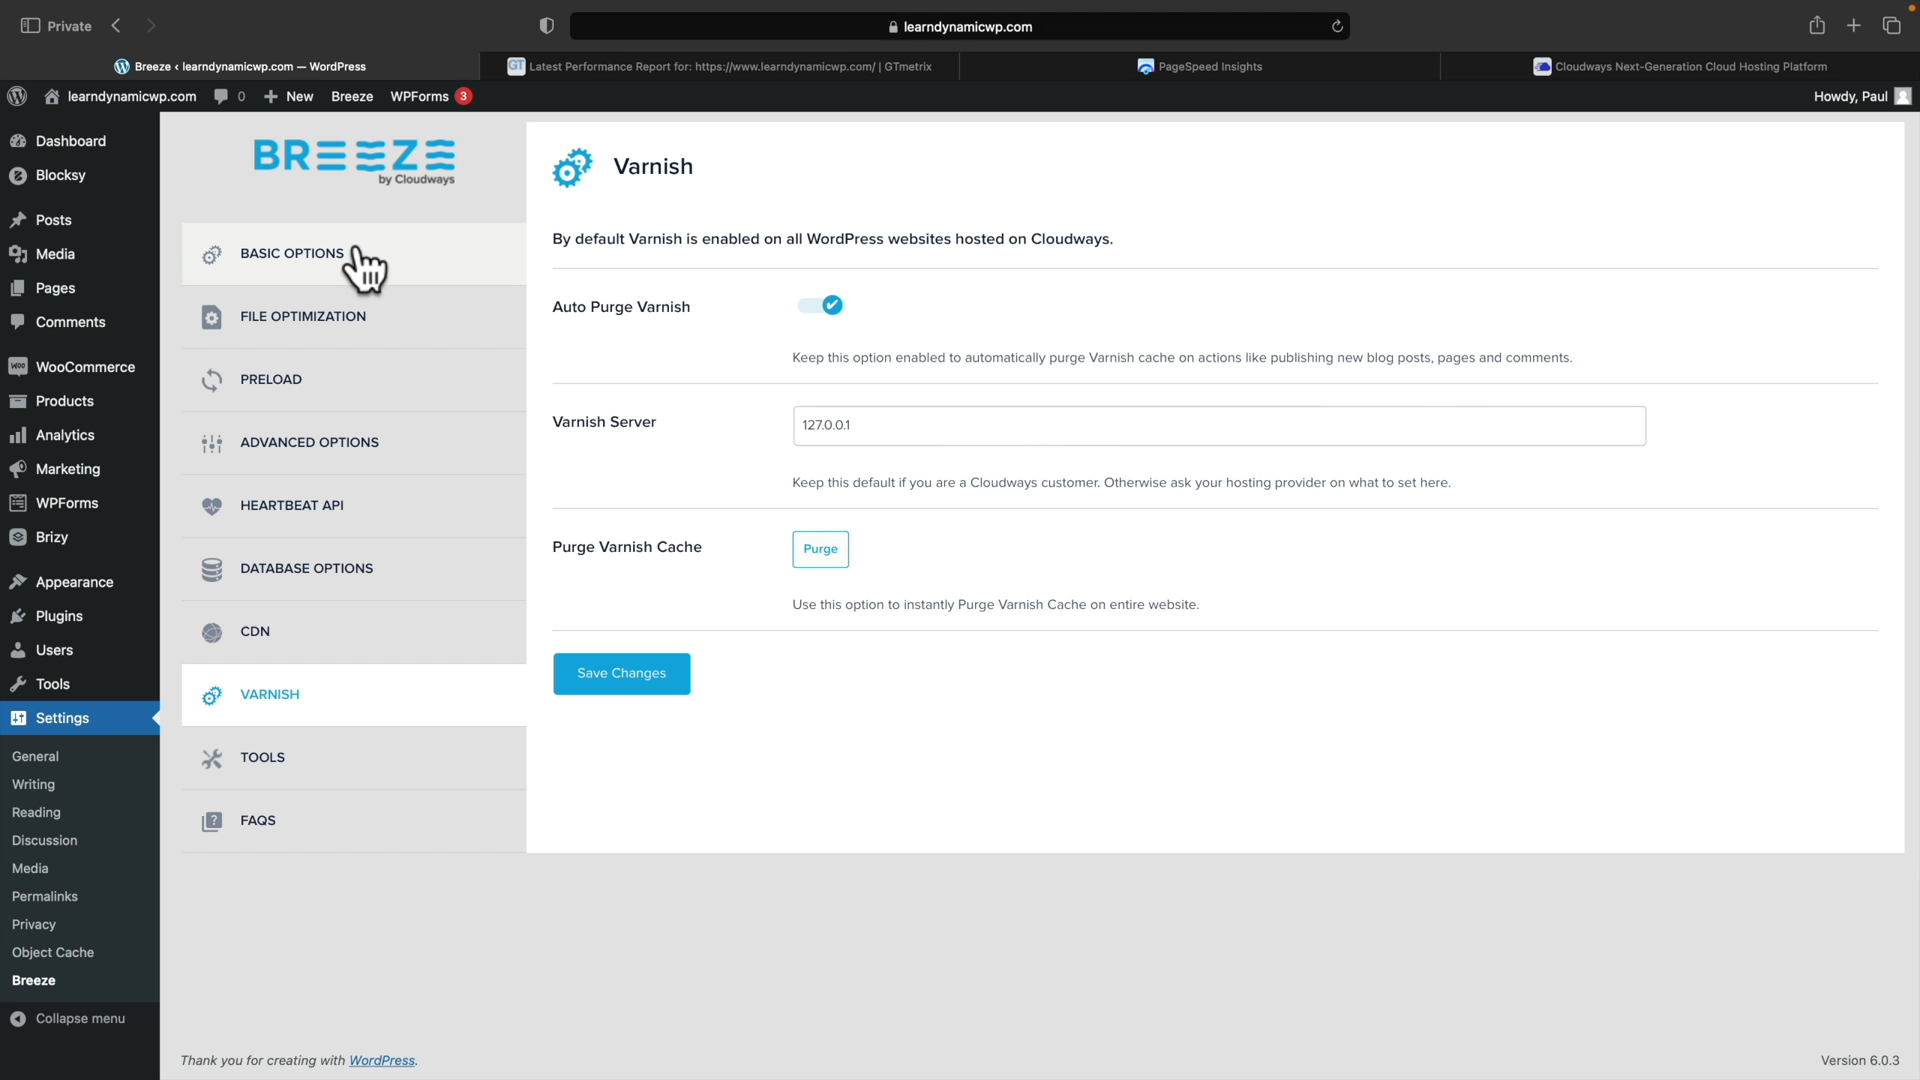 Private
learndynamicwp.com
Breeze ‹ learndynamicwp.com — WordPress
GT Latest Performance Report for: https://www.learndynamicwp.com/ | GTmetrix
PageSpeed Insights
Cloudways Next-Generation Cloud Hosting Platform
learndynamicwp.com
0
New
Breeze
WPForms 3
Howdy, Paul
Dashboard
Blocksy
Posts
Media
Pages
Comments
WooCommerce
Products
Analytics
Marketing
WPForms
Brizy
Appearance
Plugins
Users
Tools
Settings
General
Writing
Reading
Discussion
Media
Permalinks
Privacy
Object Cache
Breeze
Collapse menu
BREEZE
by Cloudways
BASIC OPTIONS
FILE OPTIMIZATION
PRELOAD
ADVANCED OPTIONS
HEARTBEAT API
DATABASE OPTIONS
CDN
VARNISH
TOOLS
FAQS
Varnish
By default Varnish is enabled on all WordPress websites hosted on Cloudways.
Auto Purge Varnish
Keep this option enabled to automatically purge Varnish cache on actions like publishing new blog posts, pages and comments.
Varnish Server
127.0.0.1
Keep this default if you are a Cloudways customer. Otherwise ask your hosting provider on what to set here.
Purge Varnish Cache
Purge
Use this option to instantly Purge Varnish Cache on entire website.
Save Changes
Thank you for creating with WordPress.
Version 6.0.3